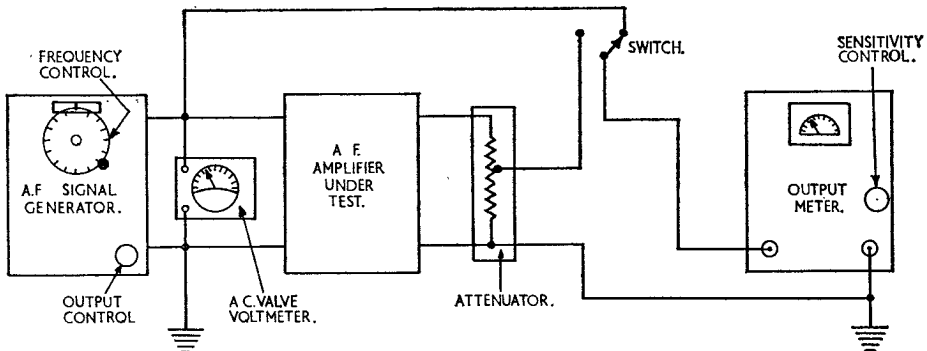 FREQUENCY
CONTROL.
A.F SIGNAL
GENERATOR.
OUTPUT
CONTROL
A.C. VALVE
VOLTMETER.
A F.
AMPLIFIER
UNDER
TEST.
ATTENUATOR.
SWITCH.
SENSITIVITY
CONTROL.
OUTPUT
METER.